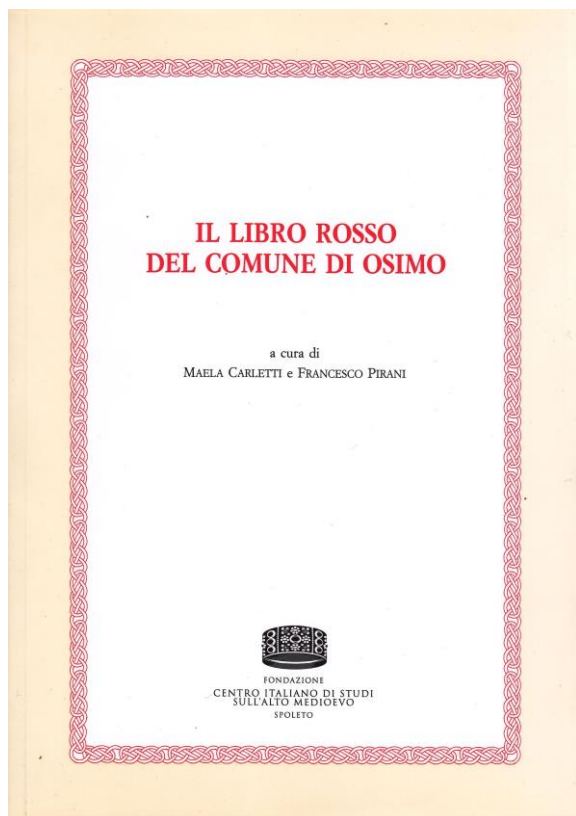 IL LIBRO ROSSO
DEL COMUNE DI OSIMO
a cura di
MAELA CARLETTI e FRANCESCO PIRANI
FONDAZIONE
CENTRO ITALIANO DI STUDI
SULL'ALTO MEDIOEVO
SPOLETO